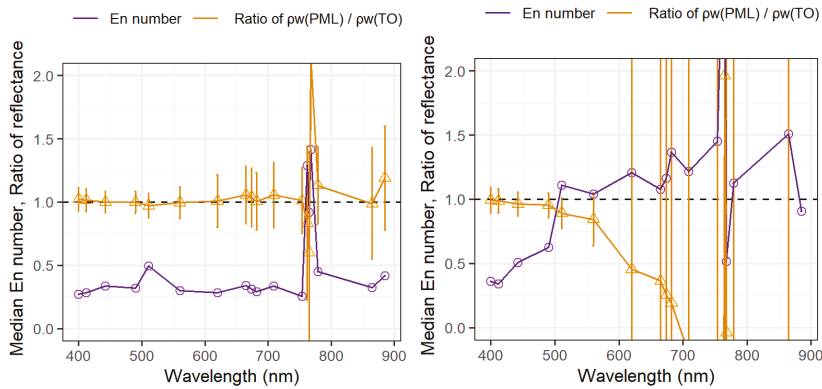 En number Ratio of ρw(PML) / ρw(TO)
Median En number, Ratio of reflectance
2.0
1.5
1.0
0.5
0.0
400 500 600 700 800 900
Wavelength (nm)
En number Ratio of ρw(PML) / ρw(TO)
Median En number, Ratio of reflectance
2.0
1.5
1.0
0.5
0.0
400 500 600 700 800 900
Wavelength (nm)